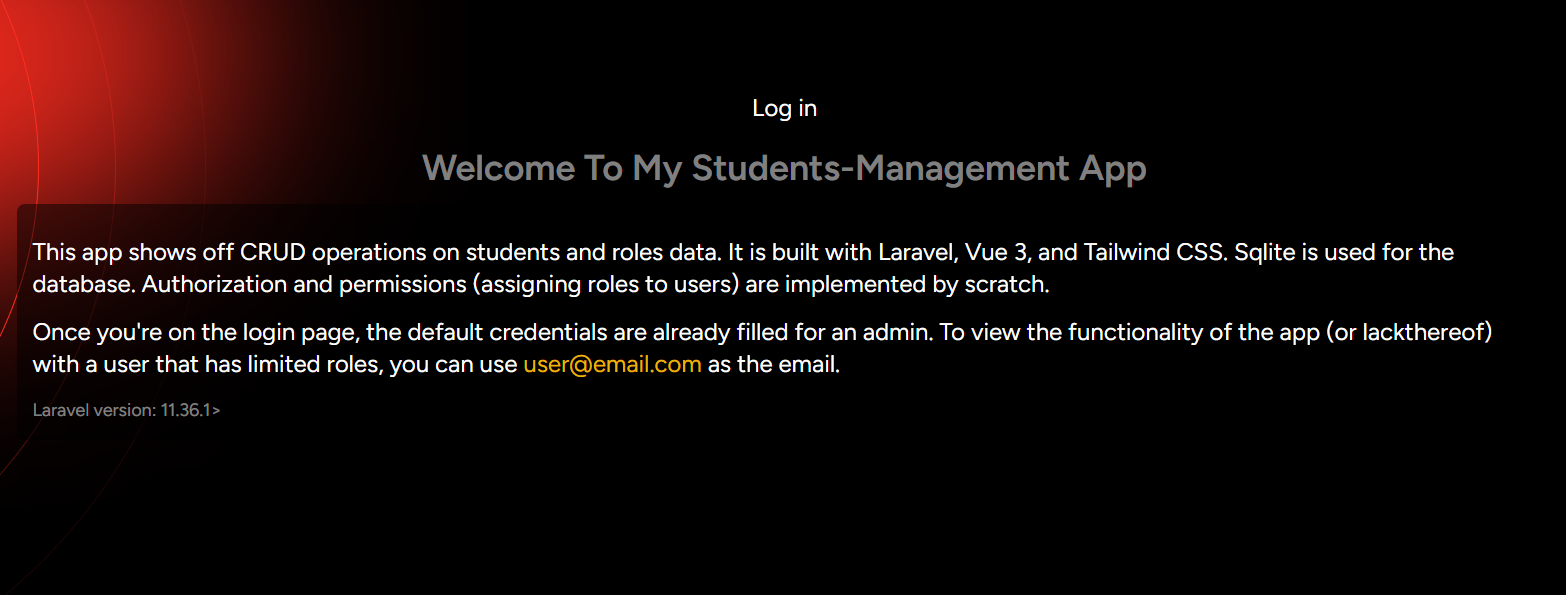 Log in
Welcome To My Students-Management App
This app shows off CRUD operations on students and roles data. It is built with Laravel, Vue 3, and Tailwind CSS. Sqlite is used for the
database. Authorization and permissions (assigning roles to users) are implemented by scratch.
Once you're on the login page, the default credentials are already filled for an admin. To view the functionality of the app (or lackthereof)
with a user that has limited roles, you can use user@email.com as the email.
Laravel version: 11.36.1>